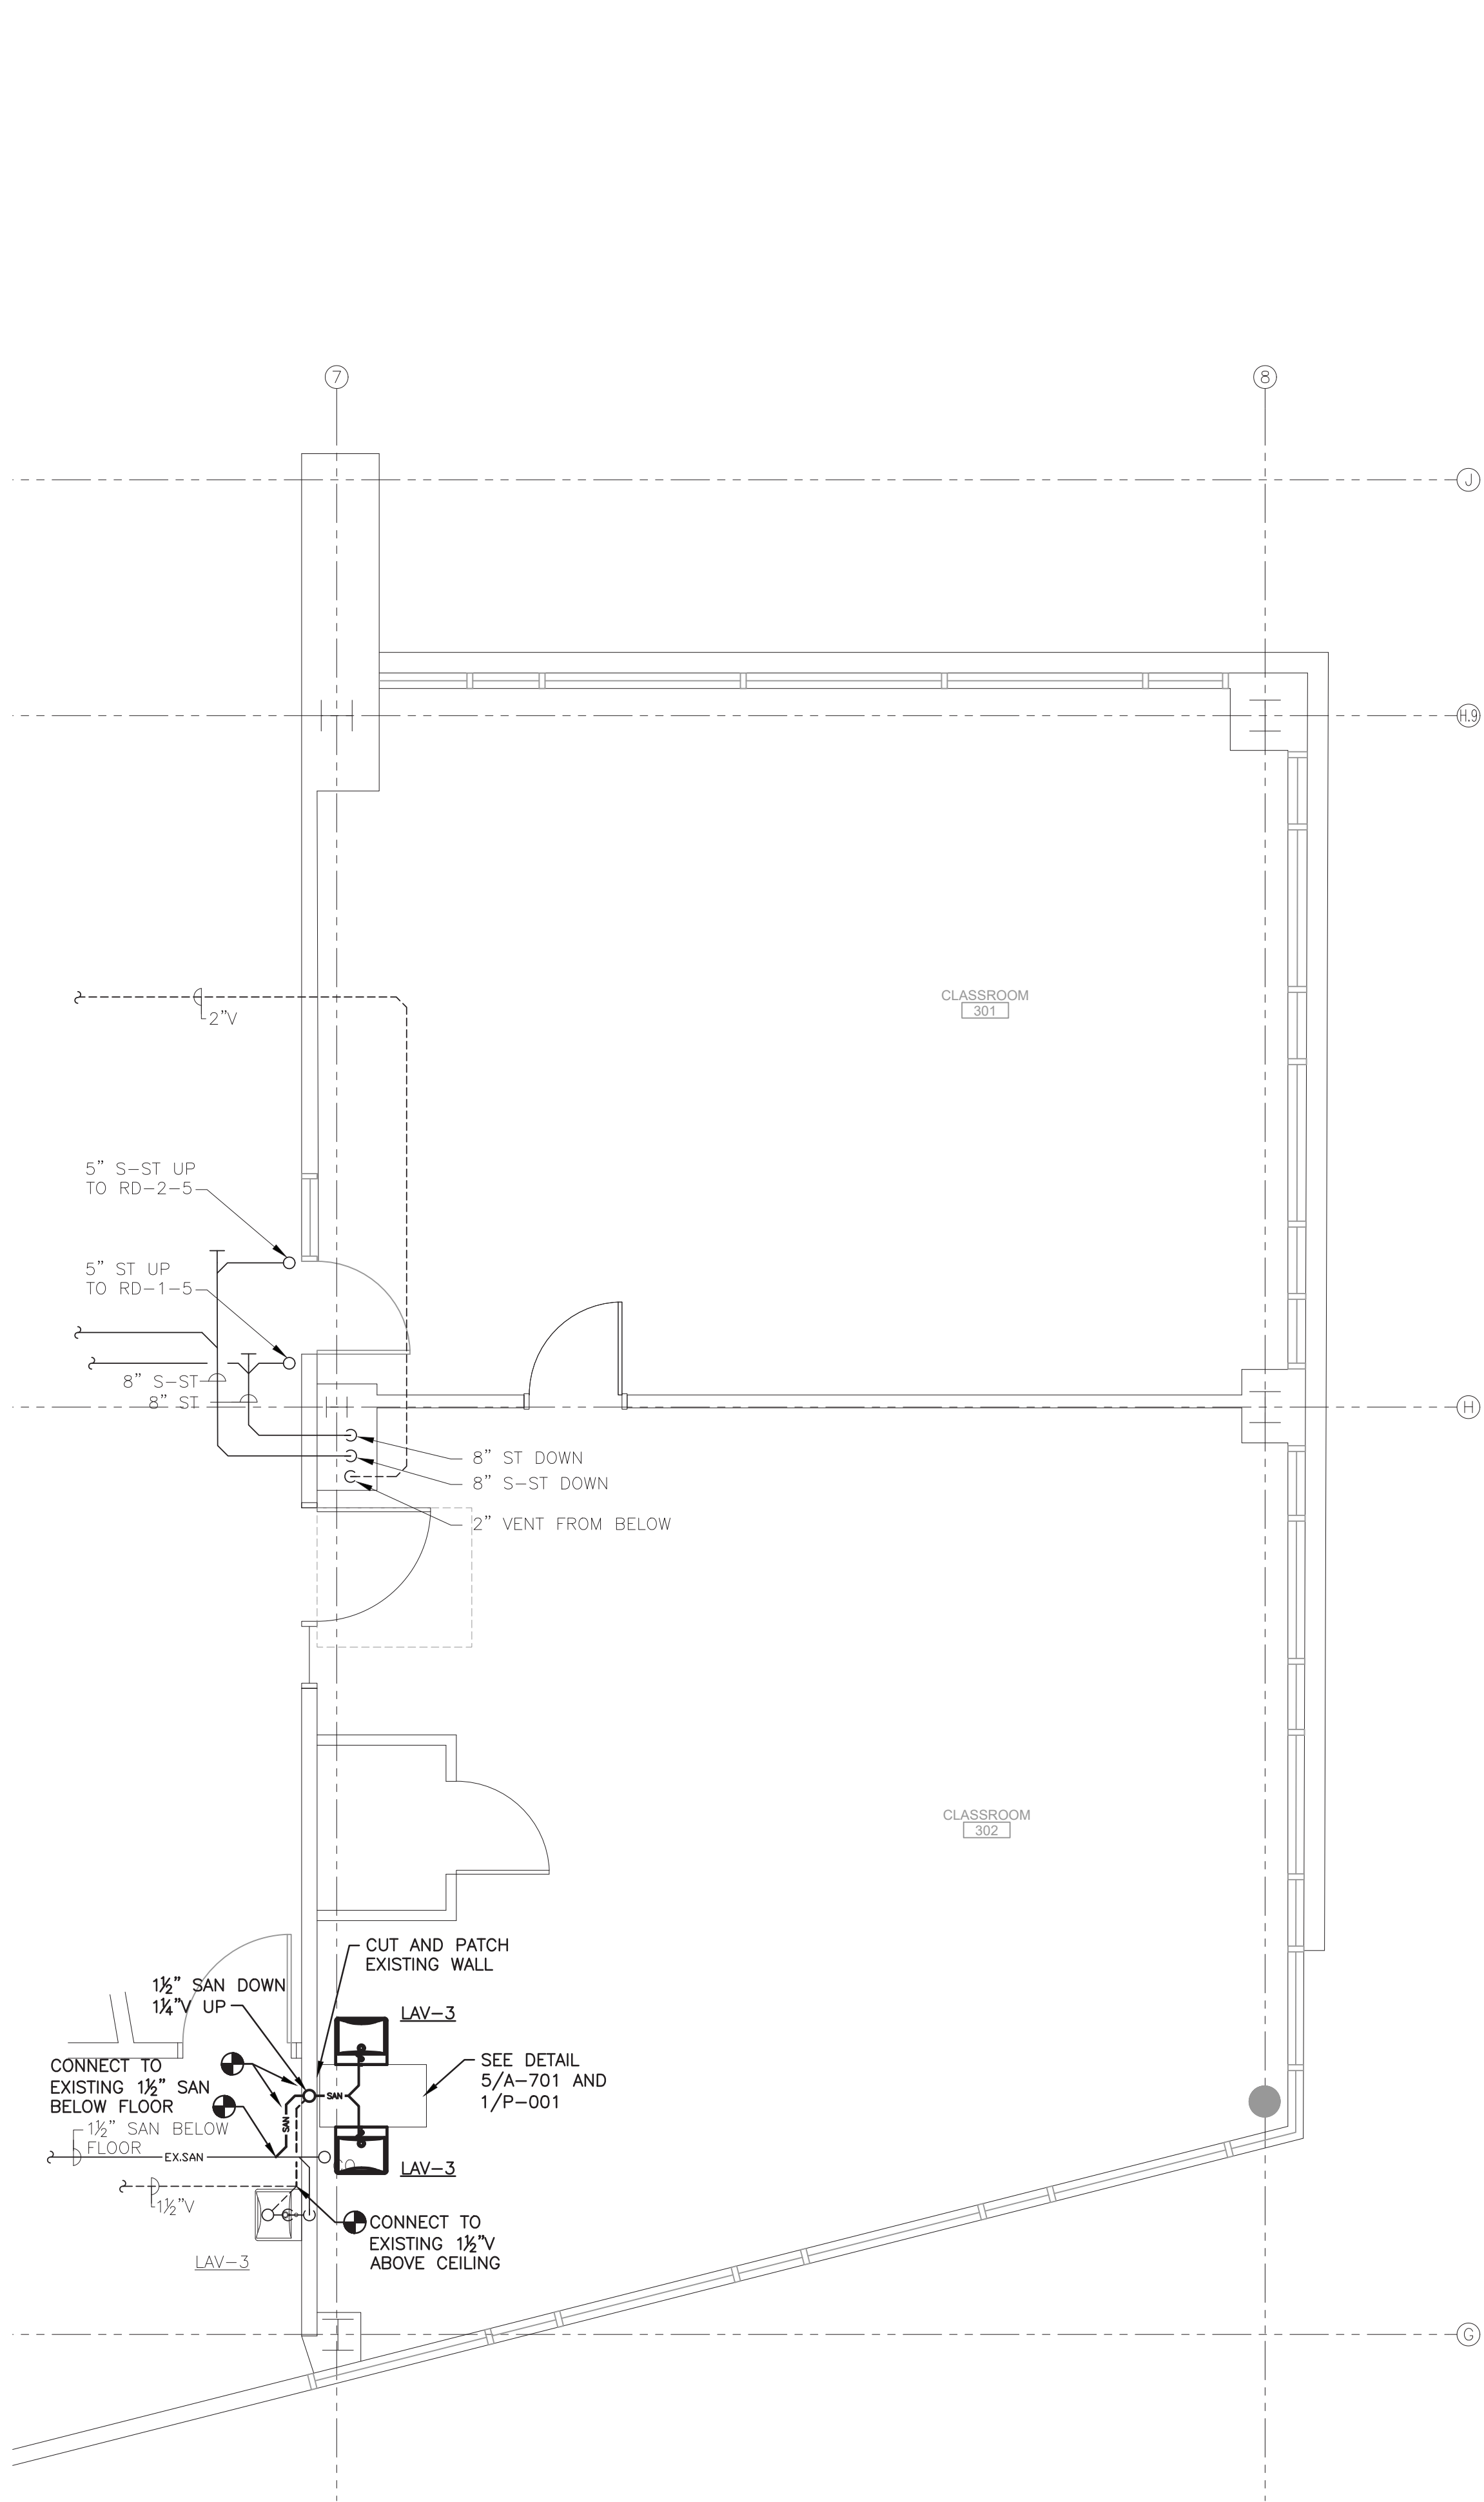 7
8
J
H.9
CLASSROOM
301
2"V
5" S-ST UP
TO RD-2-5
5" ST UP
TO RD-1-5
8" S-ST
8" ST
H
8" ST DOWN
8" S-ST DOWN
2" VENT FROM BELOW
CLASSROOM
302
CUT AND PATCH
EXISTING WALL
1½" SAN DOWN
1¼"V UP
LAV-3
CONNECT TO
EXISTING 1½" SAN
BELOW FLOOR
SEE DETAIL
5/A-701 AND
1/P-001
SAN
SAN
1½" SAN BELOW
FLOOR
EX.SAN
LAV-3
1½"V
CONNECT TO
EXISTING 1½"V
ABOVE CEILING
LAV-3
G